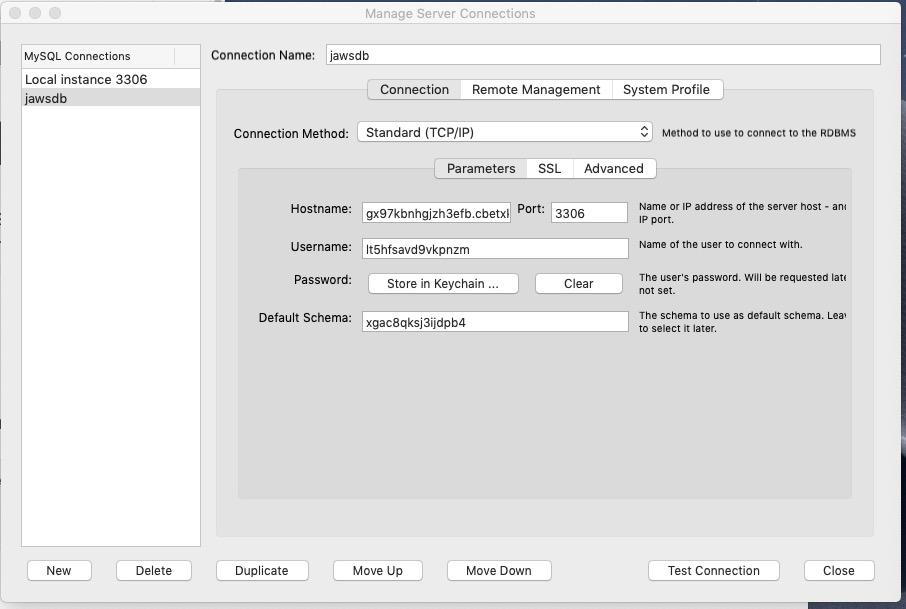 Manage Server Connections
MySQL Connections
Local instance 3306
jawsdb
Connection Name: jawsdb
Connection Remote Management System Profile
Connection Method: Standard (TCP/IP) Method to use to connect to the RDBMS
Parameters SSL Advanced
Hostname: gx97kbnhgjzh3efb.cbetxk Port: 3306 Name or IP address of the server host - and
IP port.
Username: lt5hfsavd9vkpnzm Name of the user to connect with.
Password: Store in Keychain ... Clear The user's password. Will be requested late
not set.
Default Schema: xgac8qksj3ijdpb4 The schema to use as default schema. Leav
to select it later.
New Delete Duplicate Move Up Move Down Test Connection Close